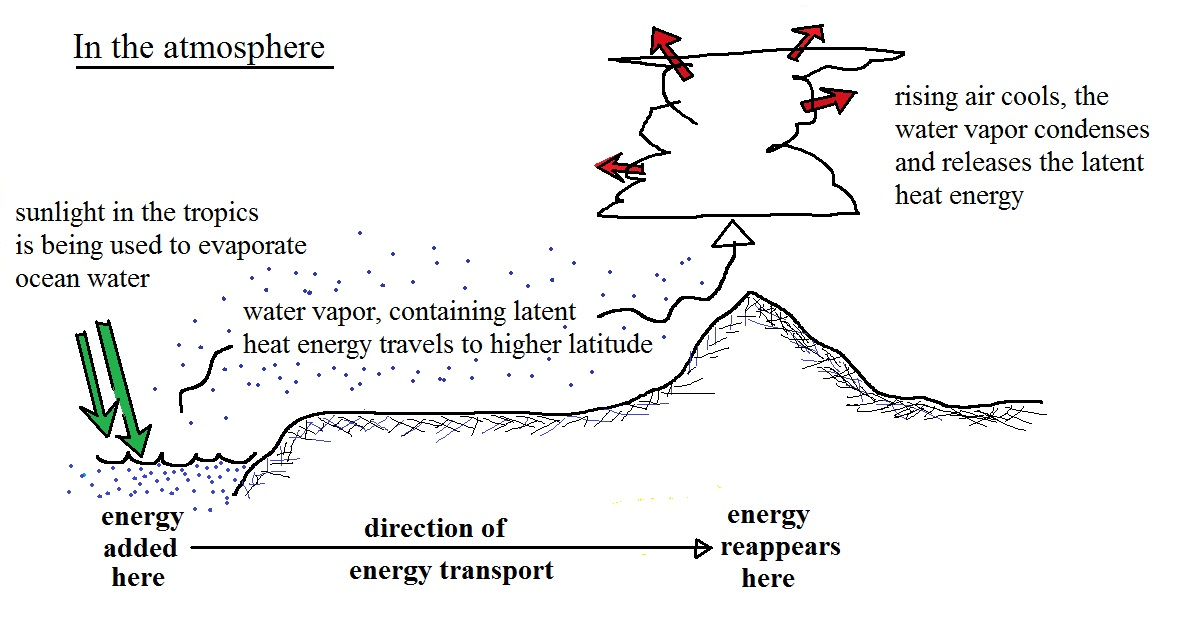 In the atmosphere
rising air cools, the
water vapor condenses
and releases the latent
heat energy
sunlight in the tropics
is being used to evaporate
ocean water
water vapor, containing latent
heat energy travels to higher latitude
energy
added
here
direction of
energy transport
energy
reappears
here